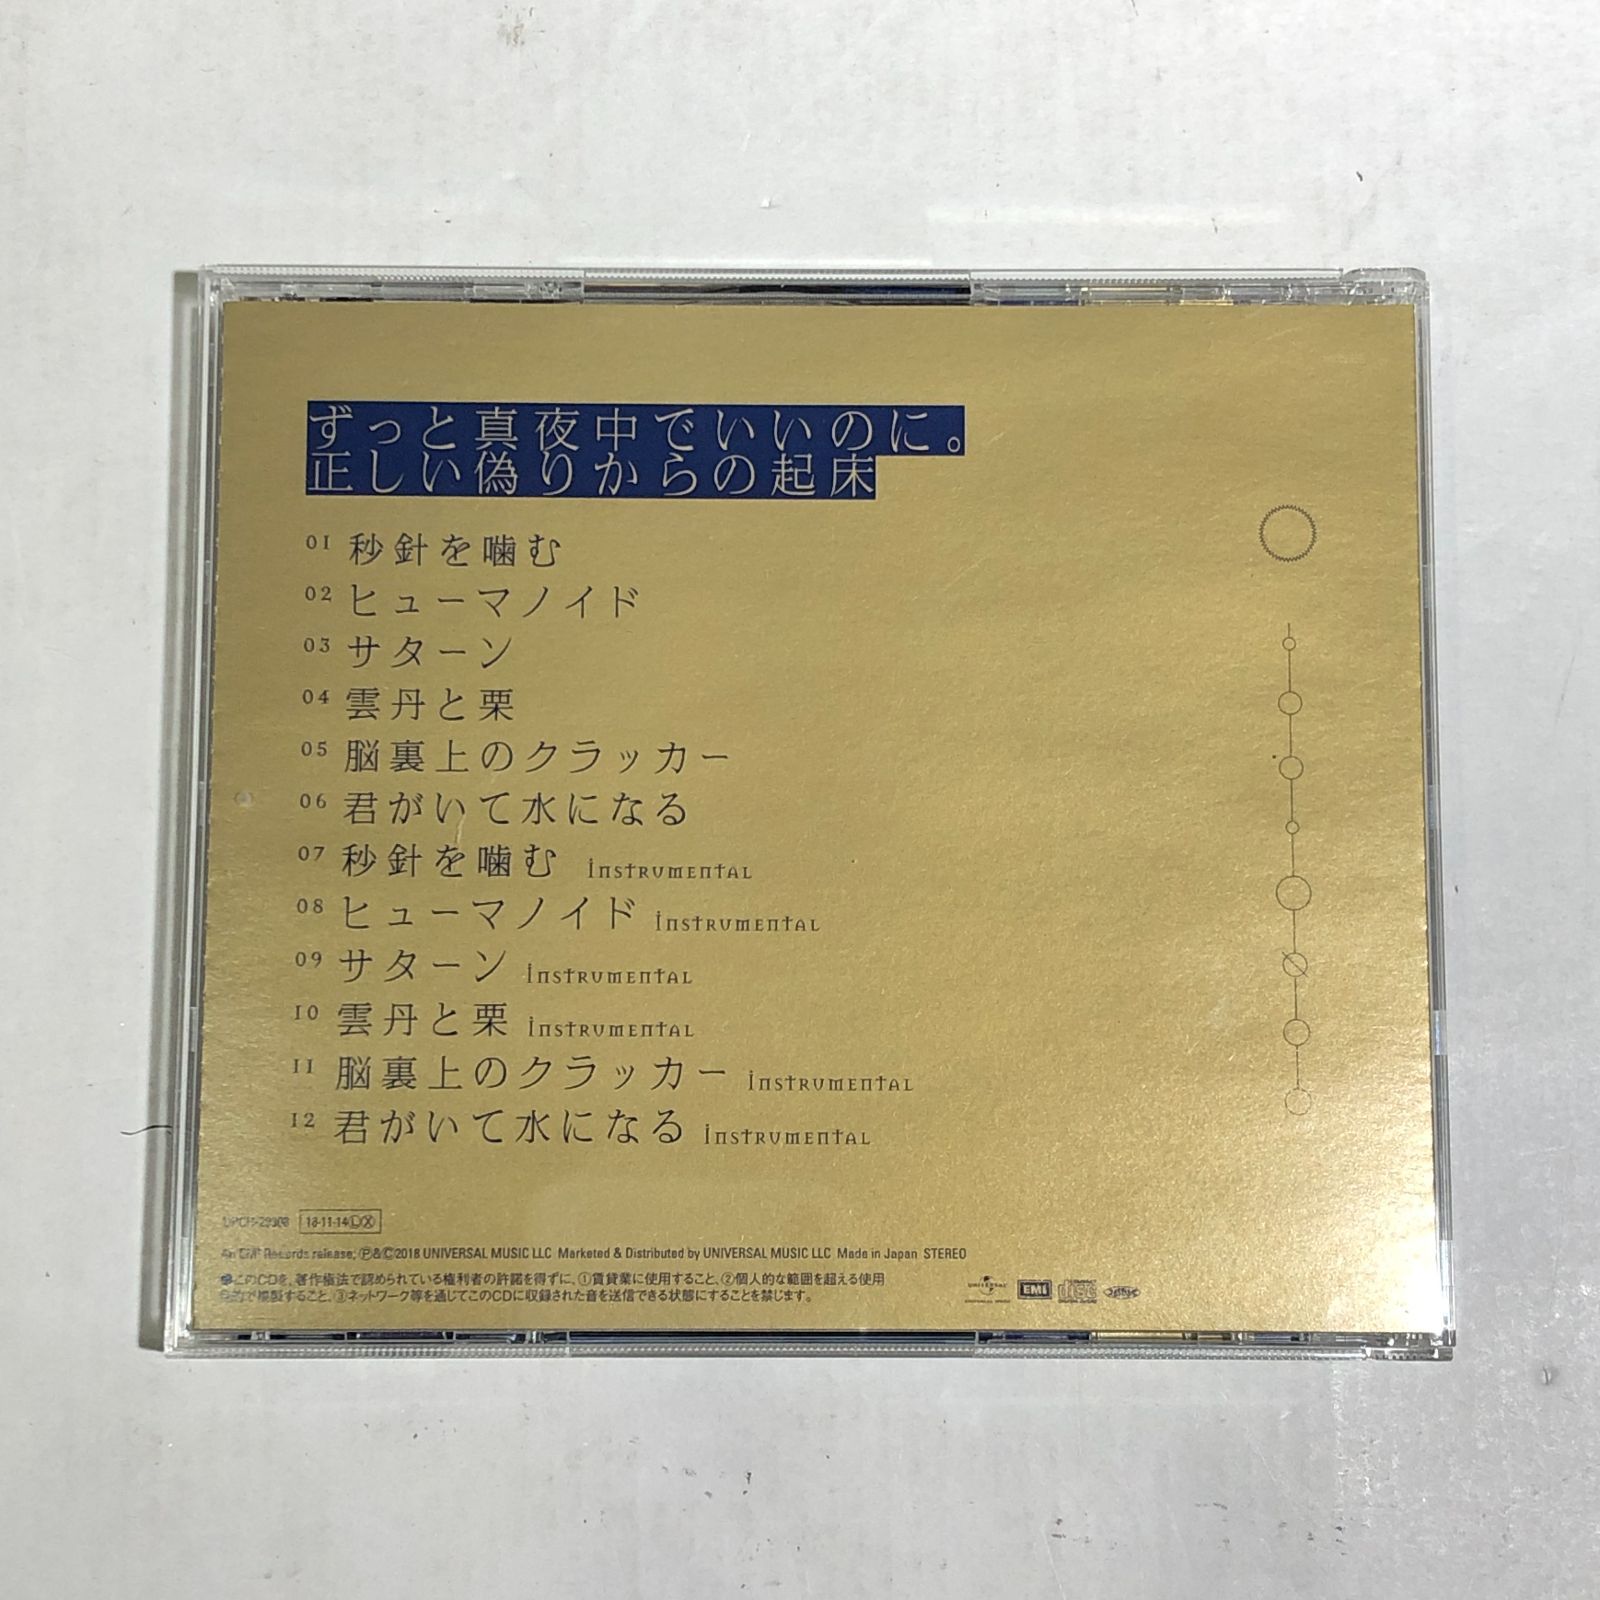 ずっと真夜中でいいのに。
正しい偽りからの起床
01 秒針を噛む
02 ヒューマノイド
03 サターン
04 雲丹と栗
05 脳裏上のクラッカー
06 君がいて水になる
07 秒針を噛む Instrumental
08 ヒューマノイド Instrumental
09 サターン Instrumental
10 雲丹と栗 Instrumental
11 脳裏上のクラッカー Instrumental
12 君がいて水になる Instrumental
18・11・14ⓁⓍ
An EMI Records release; Ⓟ&Ⓒ2018 UNIVERSAL MUSIC LLC Marketed & Distributed by UNIVERSAL MUSIC LLC Made in Japan STEREO
●このCDを、著作権法で認められている権利者の許諾を得ずに、①賃貸業に使用すること、②個人的な範囲を超える使用
目的で複製すること、③ネットワーク等を通じてこのCDに収録された音を送信できる状態にすることを禁じます。
UNIVERSAL
EMI
disc